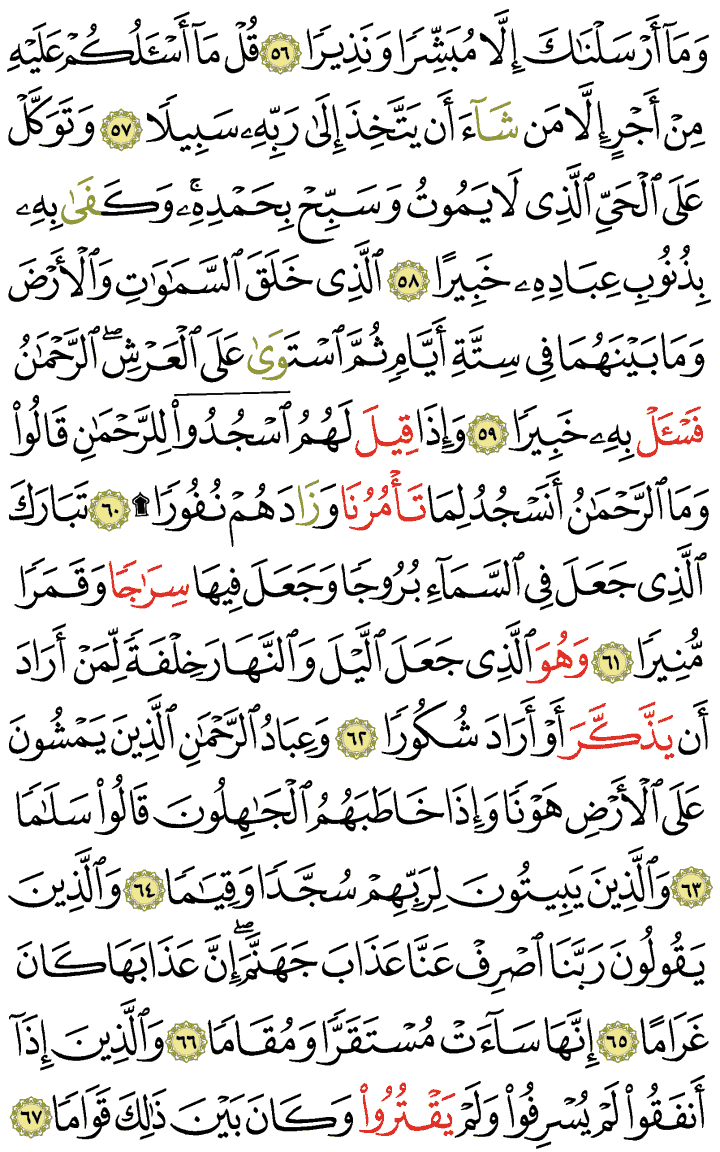 وَمَآ أَرۡسَلۡنَٰكَ إِلَّا مُبَشِّرٗا وَنَذِيرٗا ٥٦ قُلۡ مَآ أَسۡـَٔلُكُمۡ عَلَيۡهِ
مِنۡ أَجۡرٍ إِلَّا مَن شَآءَ أَن يَتَّخِذَ إِلَىٰ رَبِّهِۦ سَبِيلٗا ٥٧ وَتَوَكَّلۡ
عَلَى ٱلۡحَيِّ ٱلَّذِي لَا يَمُوتُ وَسَبِّحۡ بِحَمۡدِهِۦۚ وَكَفَىٰ بِهِۦ
بِذُنُوبِ عِبَادِهِۦ خَبِيرًا ٥٨ ٱلَّذِي خَلَقَ ٱلسَّمَٰوَٰتِ وَٱلۡأَرۡضَ
وَمَا بَيۡنَهُمَا فِي سِتَّةِ أَيَّامٖ ثُمَّ ٱسۡتَوَىٰ عَلَى ٱلۡعَرۡشِۖ ٱلرَّحۡمَٰنُ
فَسۡـَٔلۡ بِهِۦ خَبِيرٗا ٥٩ وَإِذَا قِيلَ لَهُمُ ٱسۡجُدُواْ لِلرَّحۡمَٰنِ قَالُواْ
وَمَا ٱلرَّحۡمَٰنُ أَنَسۡجُدُ لِمَا تَأۡمُرُنَا وَزَادَهُمۡ نُفُورٗا ۩ ٦٠ تَبَارَكَ
ٱلَّذِي جَعَلَ فِي ٱلسَّمَآءِ بُرُوجٗا وَجَعَلَ فِيهَا سِرَٰجٗا وَقَمَرٗا
مُّنِيرٗا ٦١ وَهُوَ ٱلَّذِي جَعَلَ ٱلَّيۡلَ وَٱلنَّهَارَ خِلۡفَةٗ لِّمَنۡ أَرَادَ
أَن يَذَّكَّرَ أَوۡ أَرَادَ شُكُورٗا ٦٢ وَعِبَادُ ٱلرَّحۡمَٰنِ ٱلَّذِينَ يَمۡشُونَ
عَلَى ٱلۡأَرۡضِ هَوۡنٗا وَإِذَا خَاطَبَهُمُ ٱلۡجَٰهِلُونَ قَالُواْ سَلَٰمٗا
٦٣ وَٱلَّذِينَ يَبِيتُونَ لِرَبِّهِمۡ سُجَّدٗا وَقِيَٰمٗا ٦٤ وَٱلَّذِينَ
يَقُولُونَ رَبَّنَا ٱصۡرِفۡ عَنَّا عَذَابَ جَهَنَّمَۖ إِنَّ عَذَابَهَا كَانَ
غَرَامًا ٦٥ إِنَّهَا سَآءَتۡ مُسۡتَقَرّٗا وَمُقَامٗا ٦٦ وَٱلَّذِينَ إِذَآ
أَنفَقُواْ لَمۡ يُسۡرِفُواْ وَلَمۡ يَقۡتُرُواْ وَكَانَ بَيۡنَ ذَٰلِكَ قَوَامٗا ٦٧